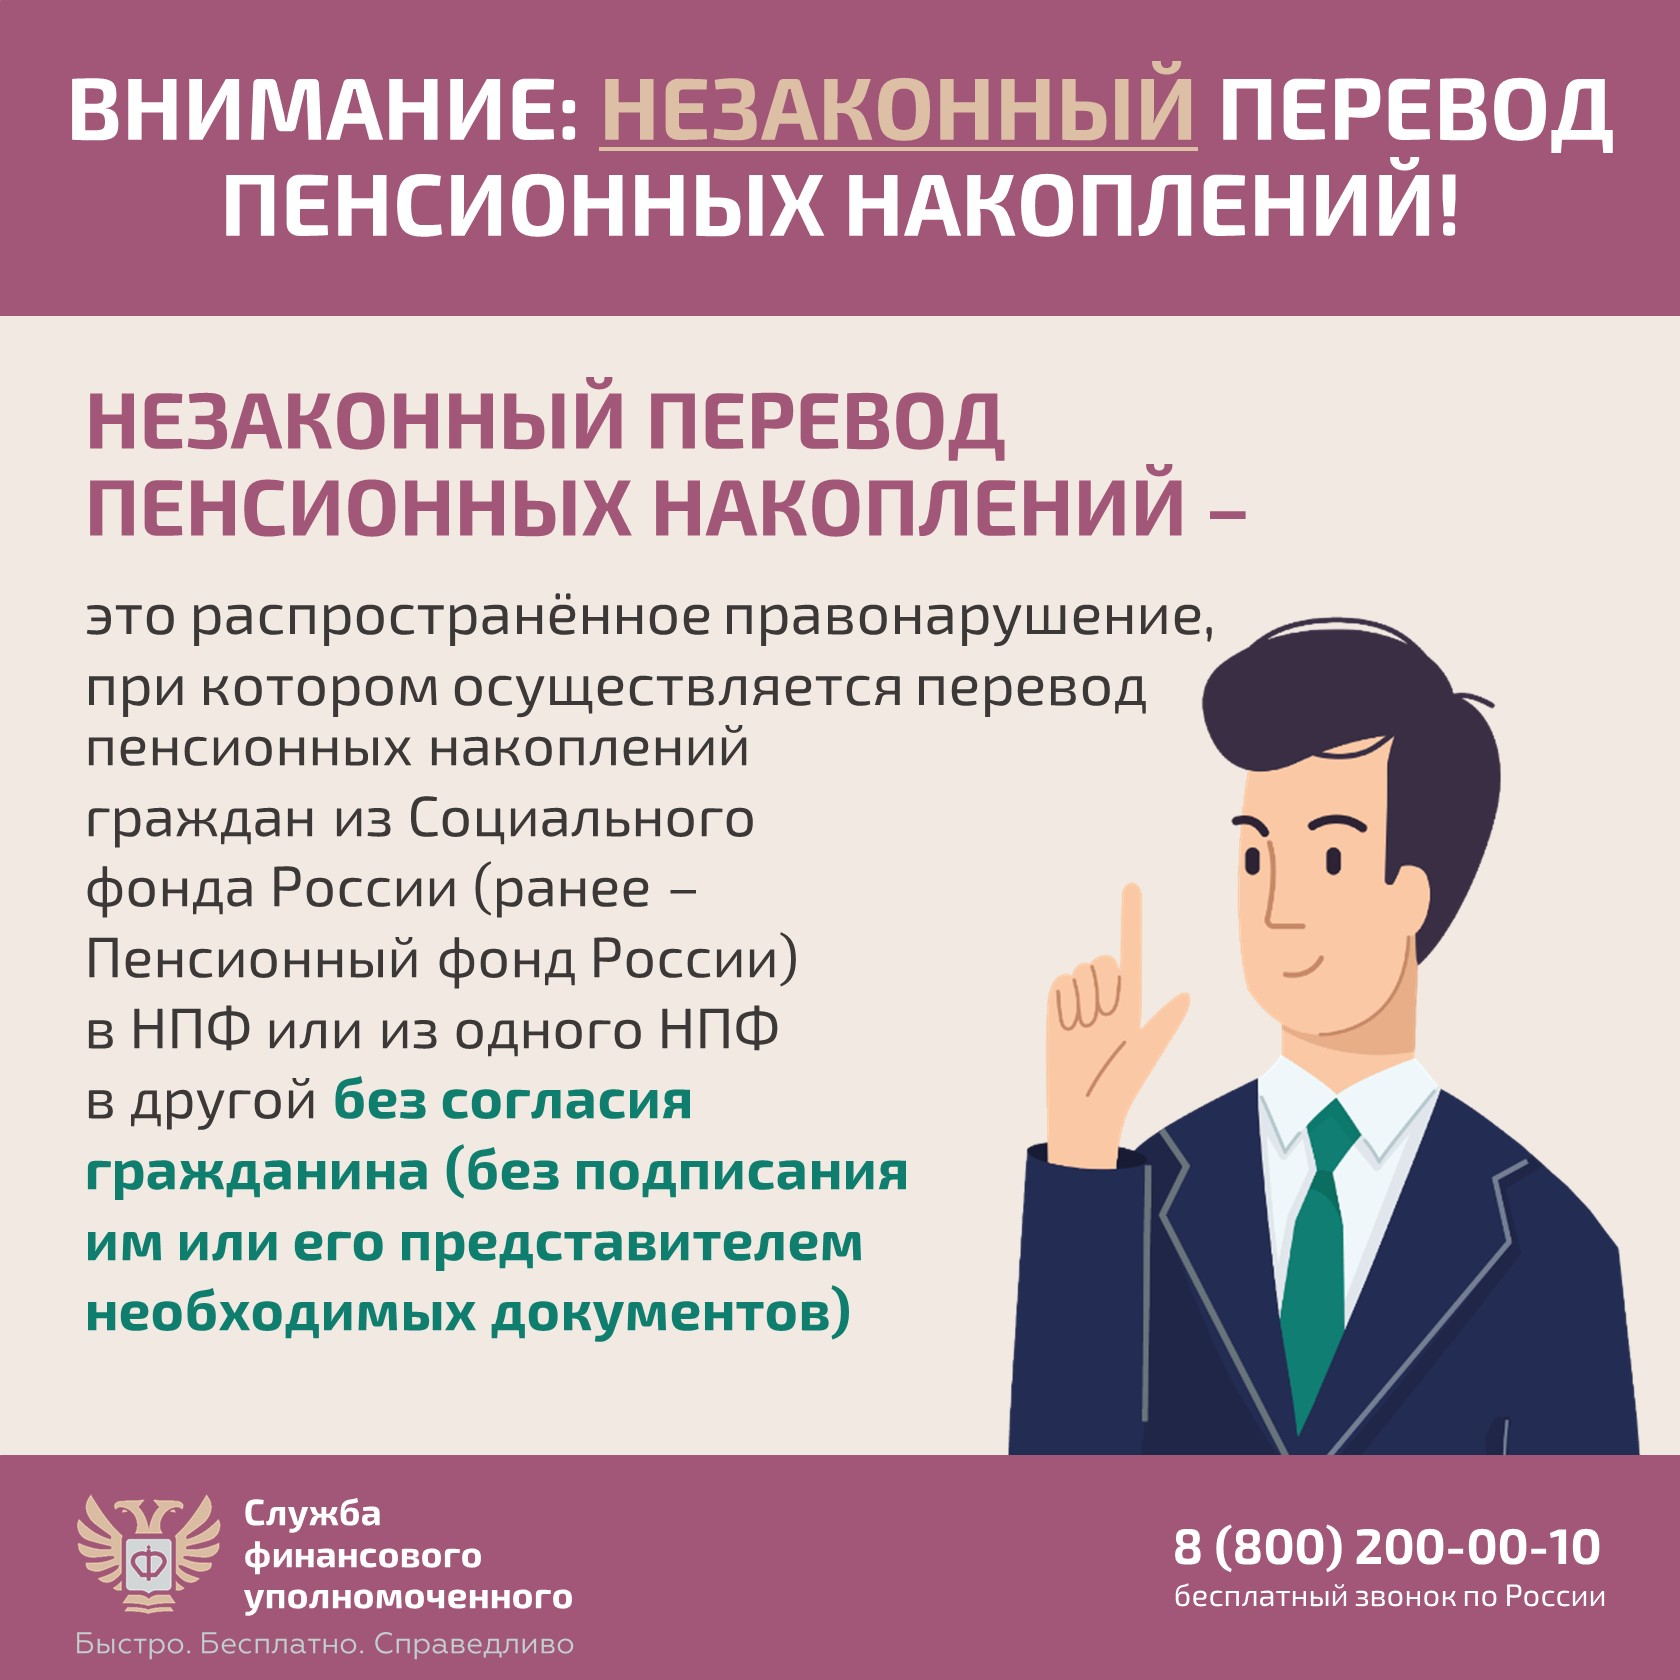 ВНИМАНИЕ: НЕЗАКОННЫЙ ПЕРЕВОД
ПЕНСИОННЫХ НАКОПЛЕНИЙ!
НЕЗАКОННЫЙ ПЕРЕВОД
ПЕНСИОННЫХ НАКОПЛЕНИЙ –
это распространённое правонарушение,
при котором осуществляется перевод
пенсионных накоплений
граждан из Социального
фонда России (ранее –
Пенсионный фонд России)
в НПФ или из одного НПФ
в другой без согласия
гражданина (без подписания
им или его представителем
необходимых документов)
Служба
финансового
уполномоченного
Быстро. Бесплатно. Справедливо
8 (800) 200-00-10
бесплатный звонок по России